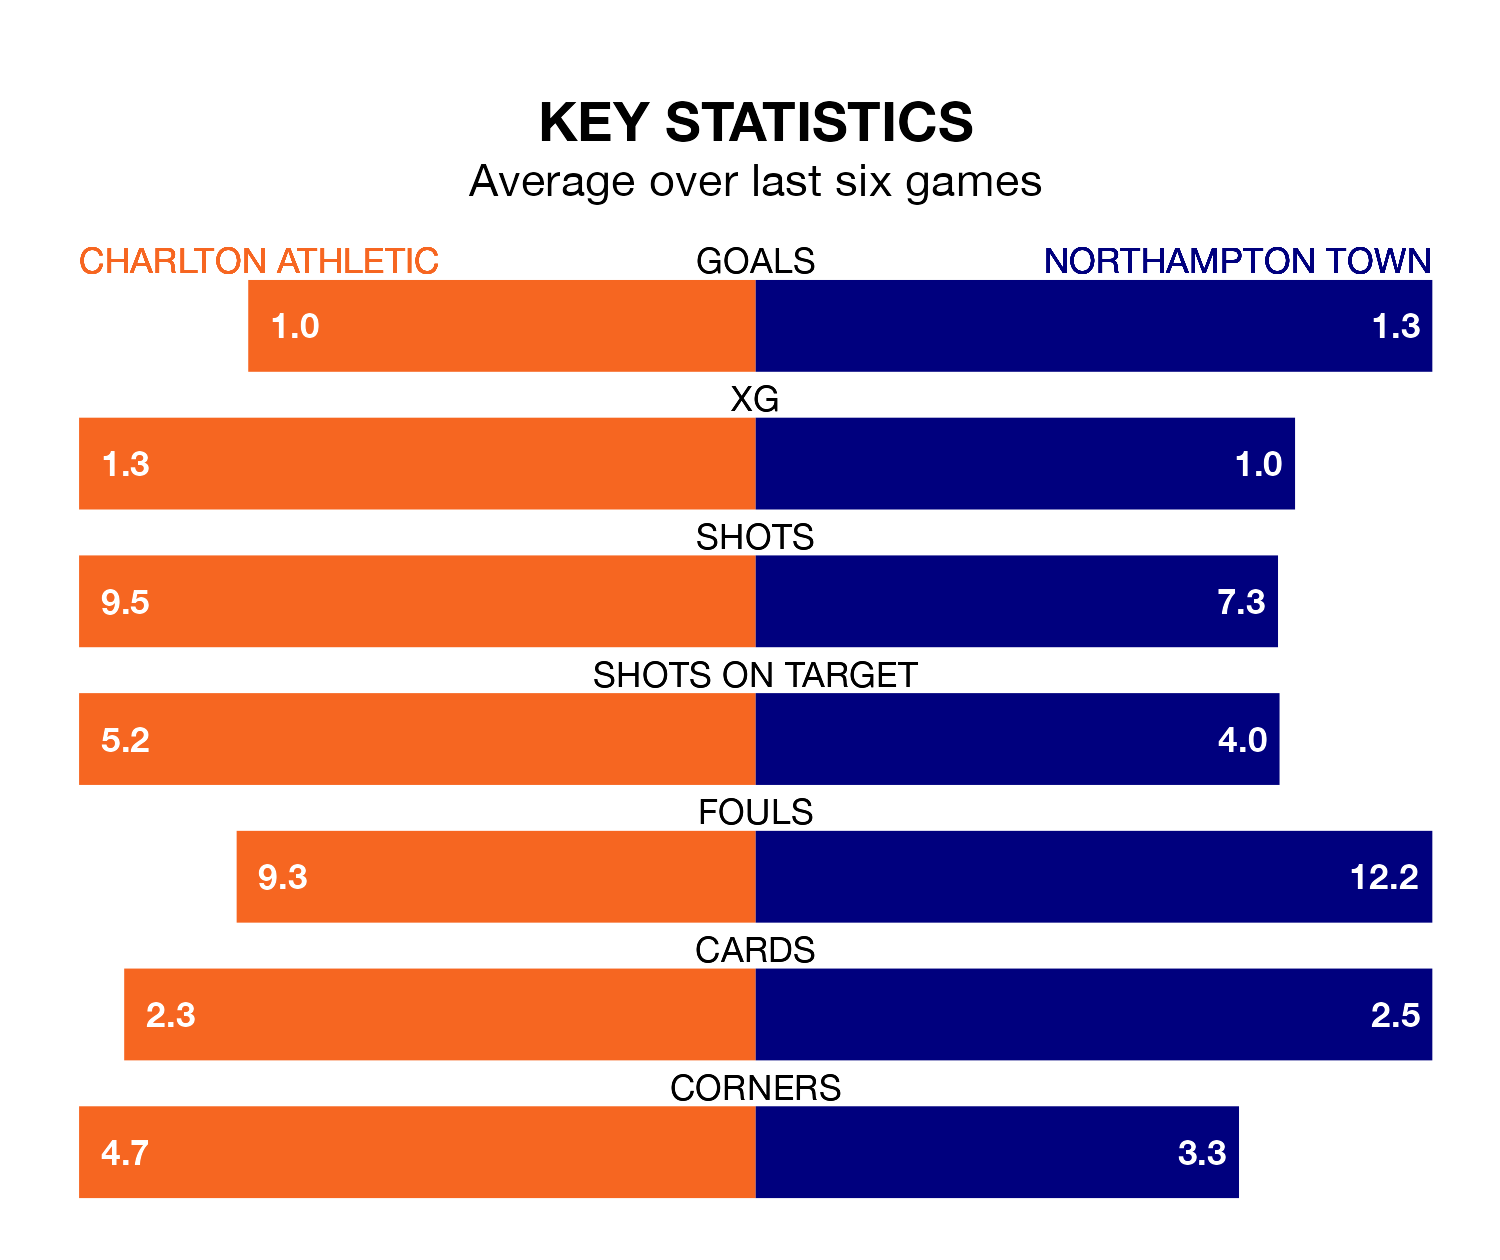 KEY STATISTICS
Average over last six games
CHARLTON ATHLETIC GOALS NORTHAMPTON TOWN
1.0 1.3
XG
1.3 1.0
SHOTS
9.5 7.3
SHOTS ON TARGET
5.2 4.0
FOULS
9.3 12.2
CARDS
2.3 2.5
CORNERS
4.7 3.3